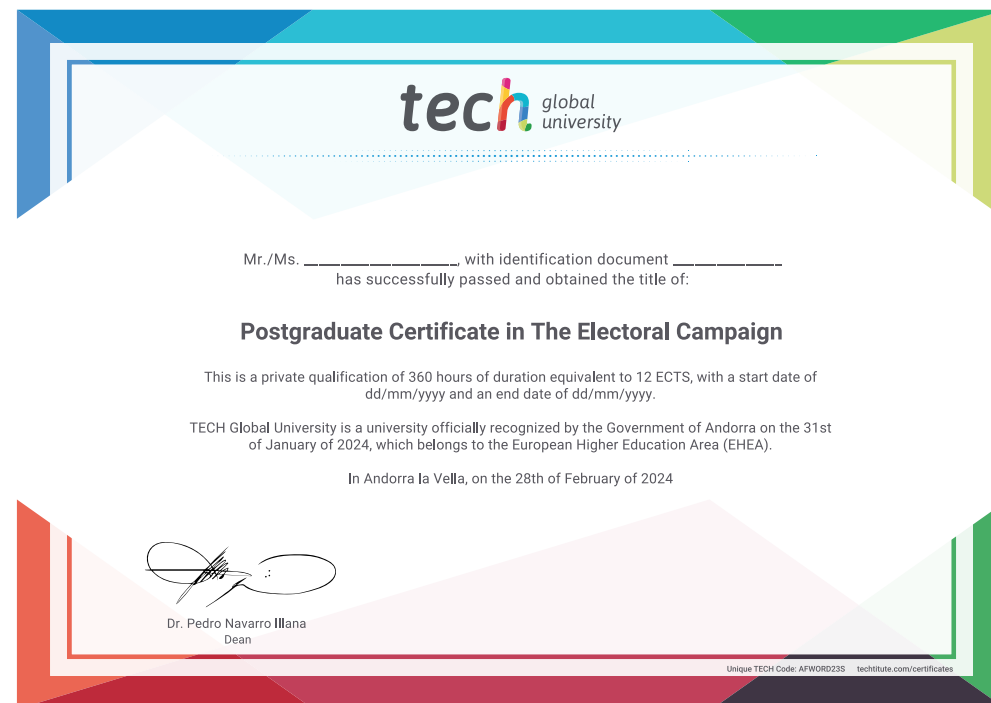 tech global university
Mr./Ms. ____________________, with identification document ______________
has successfully passed and obtained the title of:
Postgraduate Certificate in The Electoral Campaign
This is a private qualification of 360 hours of duration equivalent to 12 ECTS, with a start date of
dd/mm/yyyy and an end date of dd/mm/yyyy.
TECH Global University is a university officially recognized by the Government of Andorra on the 31st
of January of 2024, which belongs to the European Higher Education Area (EHEA).
In Andorra la Vella, on the 28th of February of 2024
Dr. Pedro Navarro Illana
Dean
Unique TECH Code: AFWORD23S techtitute.com/certificates